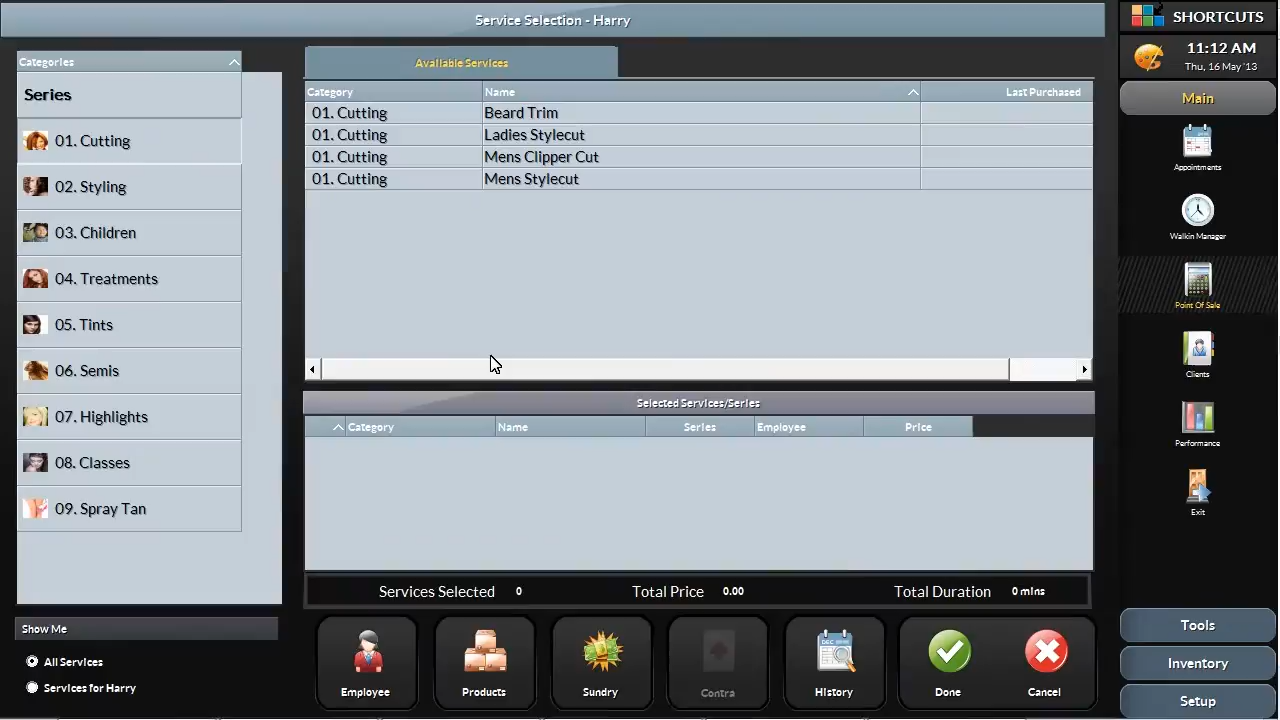 Service Selection - Harry
SHORTCUTS
11:12 AM
Thu, 16 May '13
Categories
Series
01. Cutting
02. Styling
03. Children
04. Treatments
05. Tints
06. Semis
07. Highlights
08. Classes
09. Spray Tan
Show Me
All Services
Services for Harry
Available Services
Category Name Last Purchased
01. Cutting Beard Trim
01. Cutting Ladies Stylecut
01. Cutting Mens Clipper Cut
01. Cutting Mens Stylecut
Selected Services/Series
Category Name Series Employee Price
Services Selected 0 Total Price 0.00 Total Duration 0 mins
Employee
Products
Sundry
Contra
History
Done
Cancel
Main
Appointments
Walkin Manager
Point Of Sale
Clients
Performance
Exit
Tools
Inventory
Setup